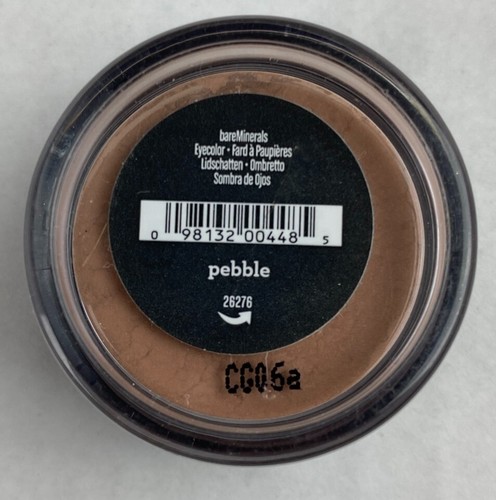 bareMinerals
Eyecolor • Fard à Paupières
Lidschatten • Ombretto
Sombra de Ojos
0 98132 00448 5
pebble
26276
CG06a